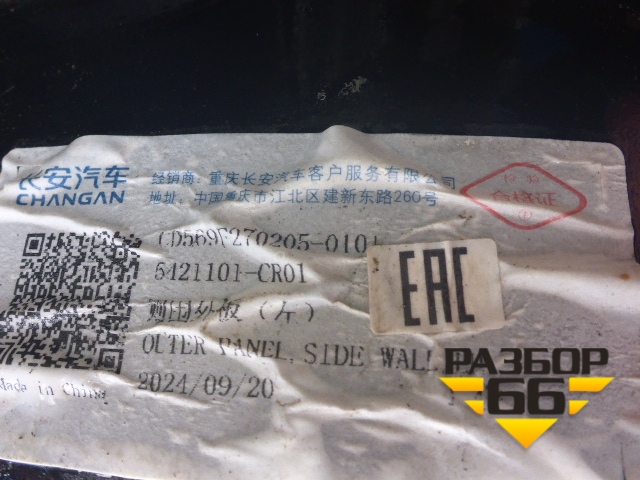 长安汽车
CHANGAN
经销商：重庆长安汽车客户服务有限公司
地址：中国重庆市江北区建新东路260号
合格证
CD569F270205-0101
5421101-CR01
侧围外板（左）
OUTER PANEL, SIDE WALL
2024/09/20
Made in China
EAC
РАЗБОР
66